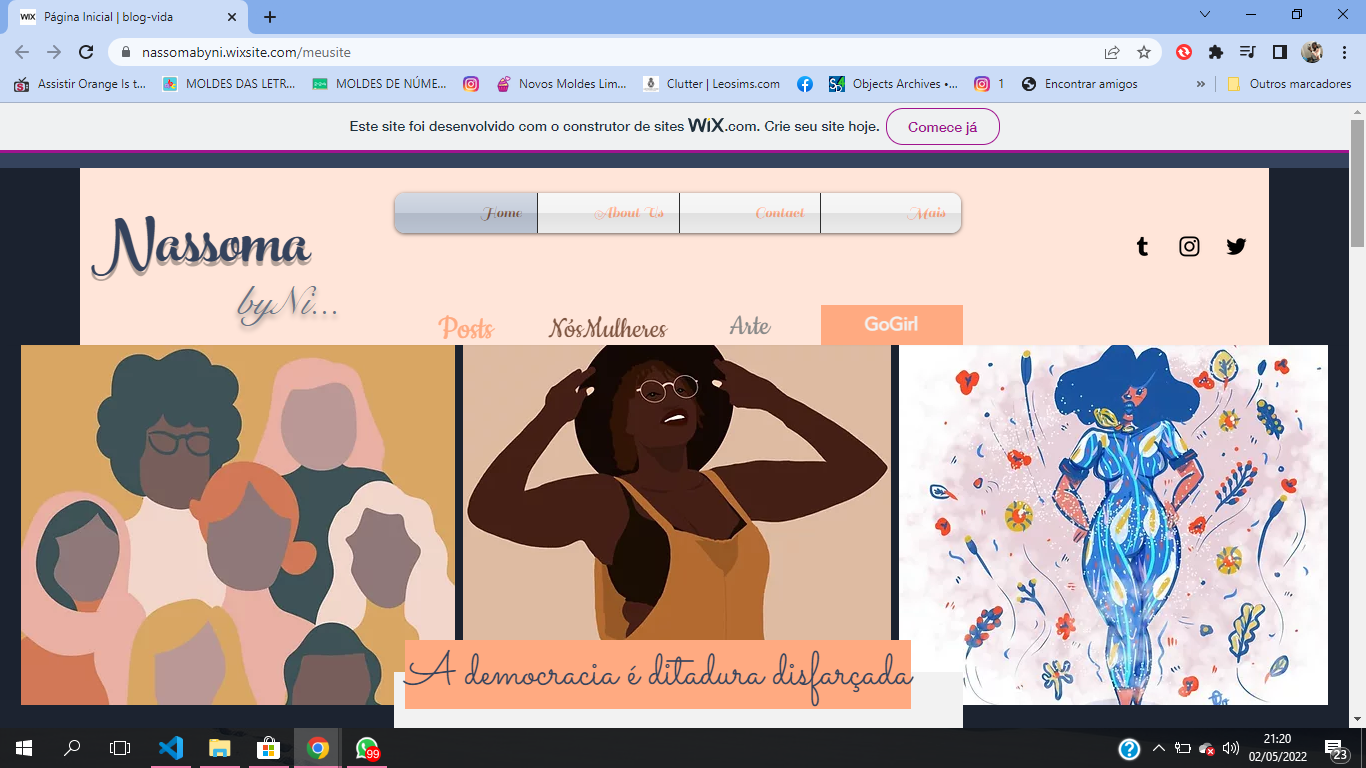 WIX Página Inicial | blog-vida
nassomabyni.wixsite.com/meusite
Assistir Orange Is t... MOLDES DAS LETR... MOLDES DE NÚME... Novos Moldes Lim... Clutter | Leosims.com Objects Archives •... 1 Encontrar amigos » Outros marcadores
Este site foi desenvolvido com o construtor de sites WIX.com. Crie seu site hoje. Comece já
Home About Us Contact Mais
Nassoma
byNi...
Posts NósMulheres Arte GoGirl
A democracia é ditadura disfarçada
99
21:20
02/05/2022
23